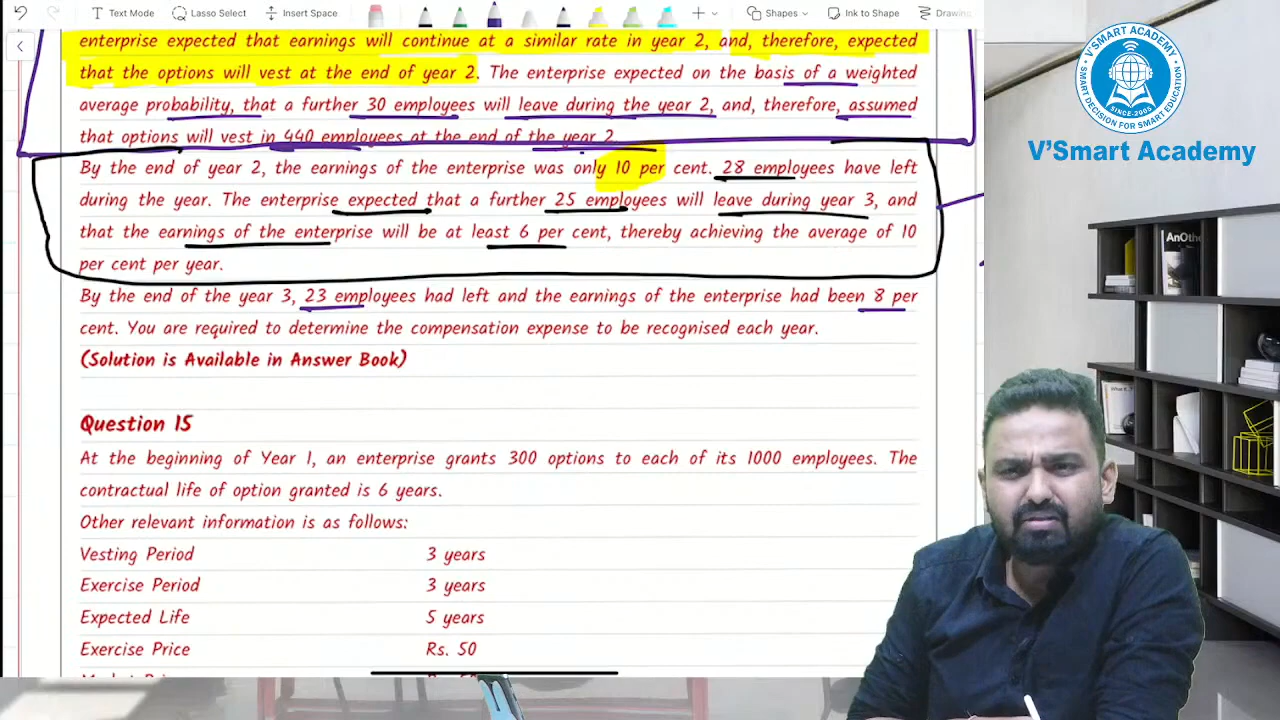 Text Mode Lasso Select Insert Space Shapes Ink to Shape Drawing
enterprise expected that earnings will continue at a similar rate in year 2, and, therefore, expected
that the options will vest at the end of year 2. The enterprise expected on the basis of a weighted
average probability, that a further 30 employees will leave during the year 2, and, therefore, assumed
that options will vest in 440 employees at the end of the year 2.
By the end of year 2, the earnings of the enterprise was only 10 per cent. 28 employees have left
during the year. The enterprise expected that a further 25 employees will leave during year 3, and
that the earnings of the enterprise will be at least 6 per cent, thereby achieving the average of 10
per cent per year.
By the end of the year 3, 23 employees had left and the earnings of the enterprise had been 8 per
cent. You are required to determine the compensation expense to be recognised each year.
(Solution is Available in Answer Book)
Question 15
At the beginning of Year 1, an enterprise grants 300 options to each of its 1000 employees. The
contractual life of option granted is 6 years.
Other relevant information is as follows:
Vesting Period 3 years
Exercise Period 3 years
Expected Life 5 years
Exercise Price Rs. 50
V'SMART ACADEMY
SMART DECISION FOR SMART EDUCATION
SINCE-2005
V'Smart Academy